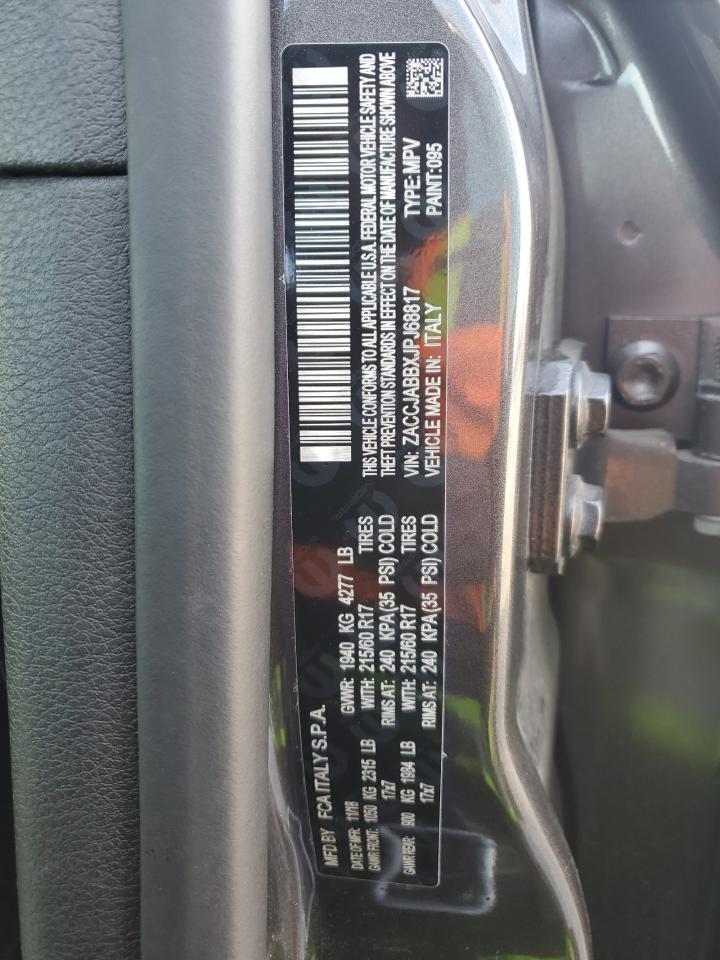 MFD BY FCA ITALY S.P.A.
DATE OF MFR: 11/18 GVWR: 1940 KG 4277 LB
GAWR FRONT: 1050 KG 2315 LB WITH: 215/60 R17 TIRES
17x7 RIMS AT: 240 KPA(35 PSI) COLD
GAWR REAR: 900 KG 1984 LB WITH: 215/60 R17 TIRES
17x7 RIMS AT: 240 KPA(35 PSI) COLD
THIS VEHICLE CONFORMS TO ALL APPLICABLE U.S.A. FEDERAL MOTOR VEHICLE SAFETY AND
THEFT PREVENTION STANDARDS IN EFFECT ON THE DATE OF MANUFACTURE SHOWN ABOVE
VIN: ZACCJABBXJPJ68817 TYPE: MPV
VEHICLE MADE IN: ITALY PAINT:095